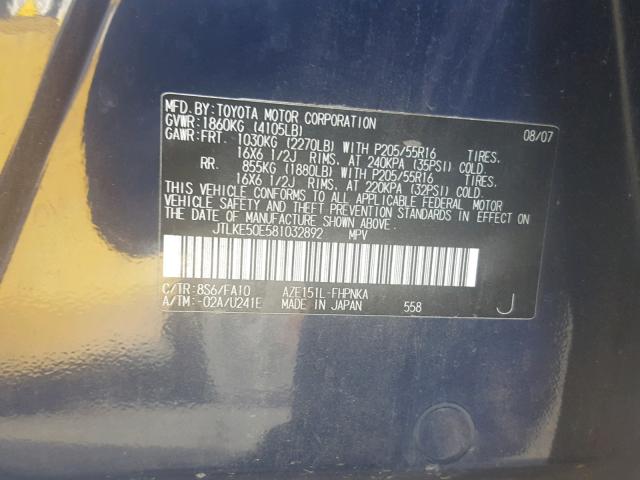 MFD. BY: TOYOTA MOTOR CORPORATION 08/07
GVWR: 1860KG (4105LB)
GAWR: FRT. 1030KG (2270LB) WITH P205/55R16 TIRES.
16X6 1/2J RIMS, AT 240KPA (35PSI) COLD.
RR. 855KG (1880LB) WITH P205/55R16 TIRES.
16X6 1/2J RIMS, AT 220KPA (32PSI) COLD.
THIS VEHICLE CONFORMS TO ALL APPLICABLE FEDERAL MOTOR
VEHICLE SAFETY AND THEFT PREVENTION STANDARDS IN EFFECT ON
THE DATE OF MANUFACTURE SHOWN ABOVE.
JTLKE50E581032892 MPV
C/TR: 8S6/FA10 AZE151L-FHPNKA
A/TM: -02A/U241E MADE IN JAPAN 558 J